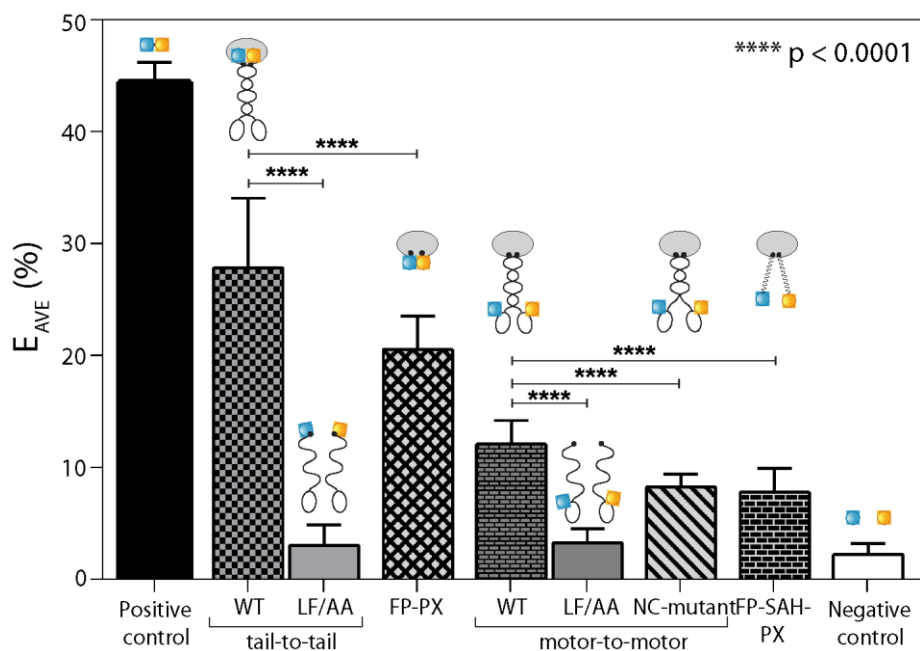 50
40
30
20
10
0
E AVE (%)
**** p < 0.0001
****
****
****
****
****
Positive control
WT
LF/AA
FP-PX
WT
LF/AA
NC-mutant
FP-SAH-PX
Negative control
tail-to-tail
motor-to-motor